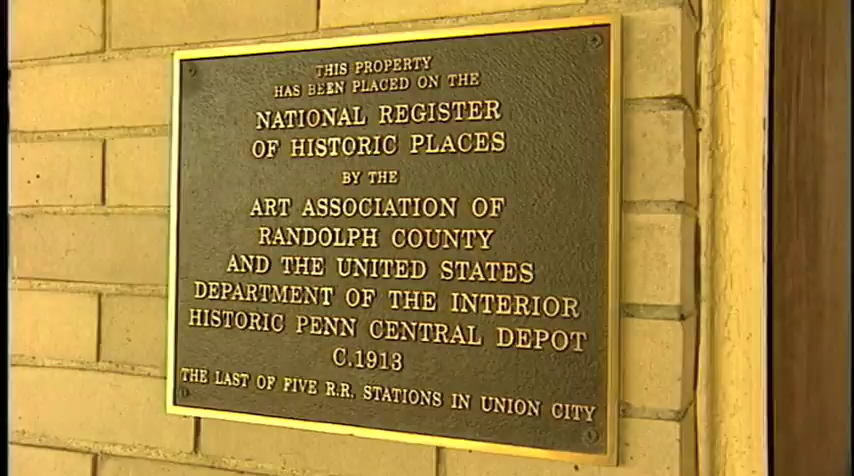 THIS PROPERTY
HAS BEEN PLACED ON THE
NATIONAL REGISTER
OF HISTORIC PLACES
BY THE
ART ASSOCIATION OF
RANDOLPH COUNTY
AND THE UNITED STATES
DEPARTMENT OF THE INTERIOR
HISTORIC PENN CENTRAL DEPOT
C.1913
THE LAST OF FIVE R.R. STATIONS IN UNION CITY